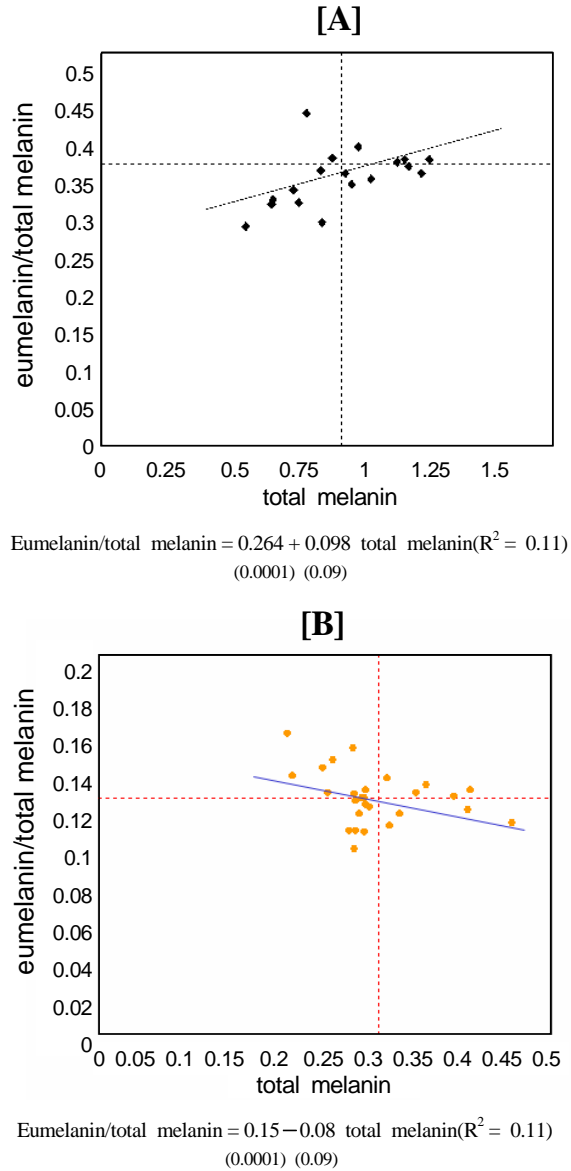 [A]
eumelanin/total melanin
0.5
0.45
0.4
0.35
0.3
0.25
0.2
0.15
0.1
0.05
0
0 0.25 0.5 0.75 1 1.25 1.5
total melanin
Eumelanin/total melanin = 0.264 + 0.098 total melanin(R² = 0.11)
(0.0001) (0.09)
[B]
eumelanin/total melanin
0.2
0.18
0.16
0.14
0.12
0.1
0.08
0.06
0.04
0.02
0
0 0.05 0.1 0.15 0.2 0.25 0.3 0.35 0.4 0.45 0.5
total melanin
Eumelanin/total melanin = 0.15−0.08 total melanin(R² = 0.11)
(0.0001) (0.09)